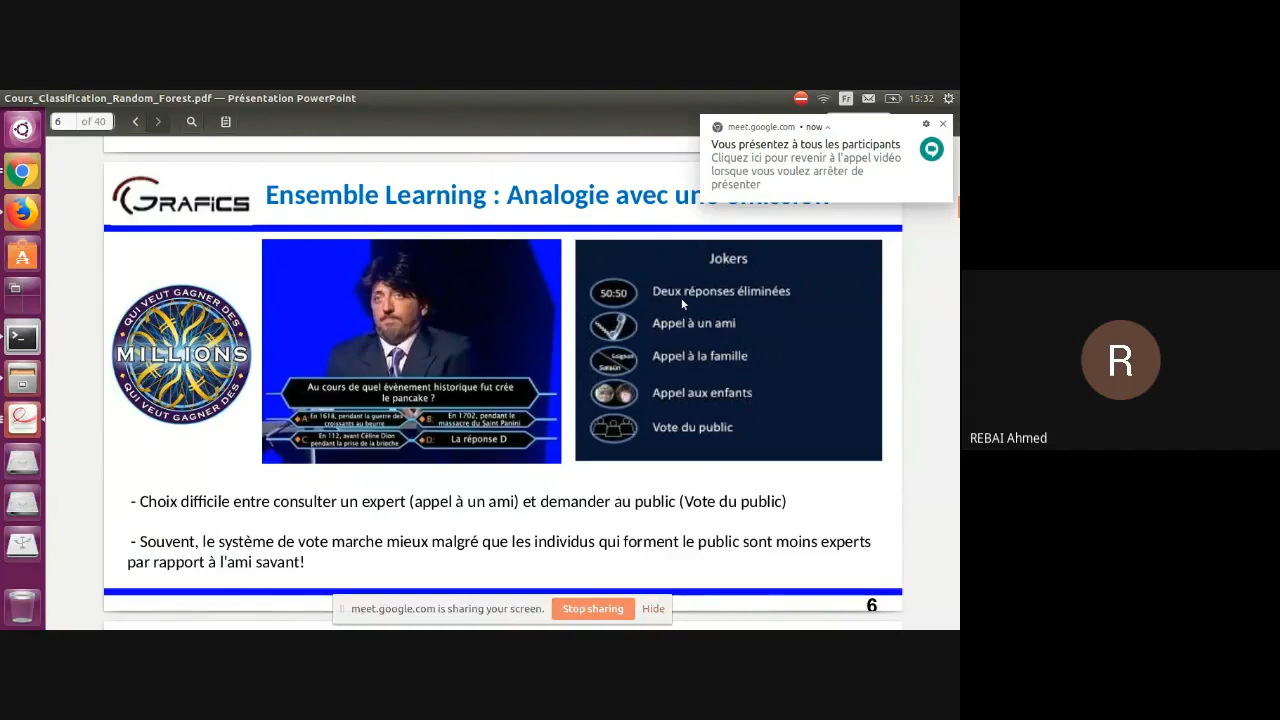 Cours_Classification_Random_Forest.pdf — Présentation PowerPoint
Fr
15:32
6 of 40
meet.google.com • now
Vous présentez à tous les participants
Cliquez ici pour revenir à l'appel vidéo
lorsque vous voulez arrêter de
présenter
GRAFICS
Ensemble Learning : Analogie avec une émission
QUI VEUT GAGNER DES
MILLIONS
QUI VEUT GAGNER DES
Au cours de quel évènement historique fut crée
le pancake ?
A: En 1618, pendant la guerre des
croissants au beurre
B: En 1702, pendant le
massacre du Saint Panini
C: En 112, avant Céline Dion
pendant la prise de la brioche
D: La réponse D
Jokers
50:50 Deux réponses éliminées
Appel à un ami
Appel à la famille
Appel aux enfants
Vote du public
- Choix difficile entre consulter un expert (appel à un ami) et demander au public (Vote du public)
- Souvent, le système de vote marche mieux malgré que les individus qui forment le public sont moins experts
par rapport à l'ami savant!
6
meet.google.com is sharing your screen. Stop sharing Hide
R
REBAI Ahmed